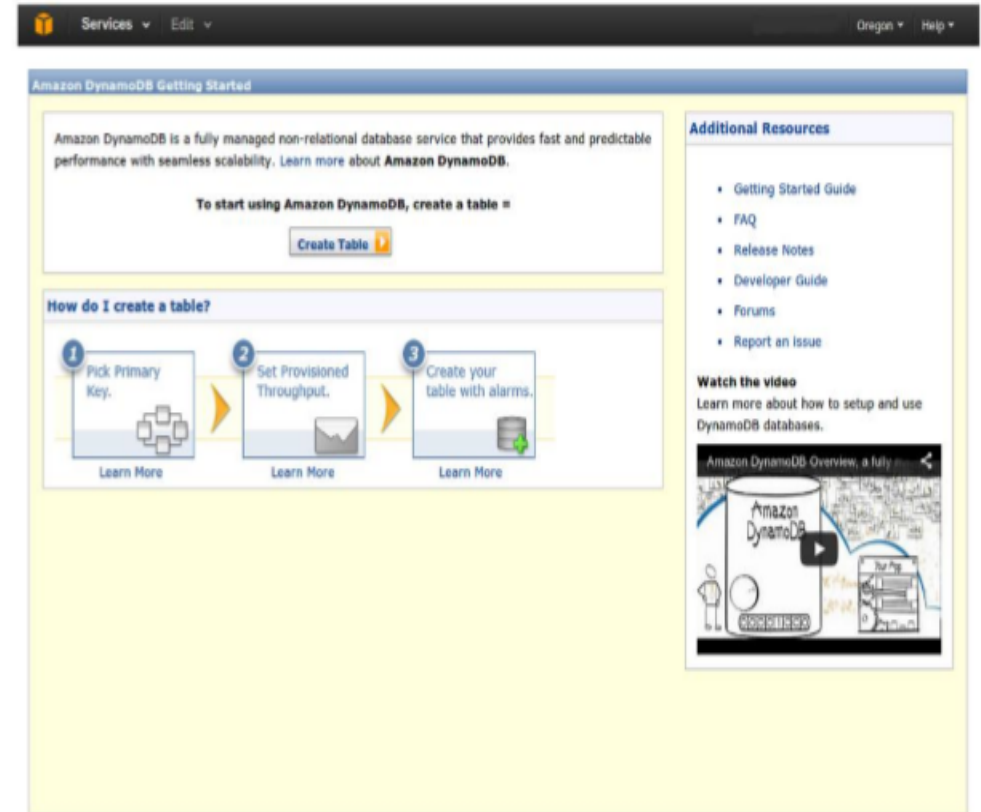 Services Edit Oregon Help
Amazon DynamoDB Getting Started
Amazon DynamoDB is a fully managed non-relational database service that provides fast and predictable
performance with seamless scalability. Learn more about Amazon DynamoDB.
To start using Amazon DynamoDB, create a table =
Create Table
How do I create a table?
1
Pick Primary
Key.
Learn More
2
Set Provisioned
Throughput.
Learn More
3
Create your
table with alarms.
Learn More
Additional Resources
• Getting Started Guide
• FAQ
• Release Notes
• Developer Guide
• Forums
• Report an issue
Watch the video
Learn more about how to setup and use
DynamoDB databases.
Amazon DynamoDB Overview, a fully
Amazon
DynamoDB
Your App